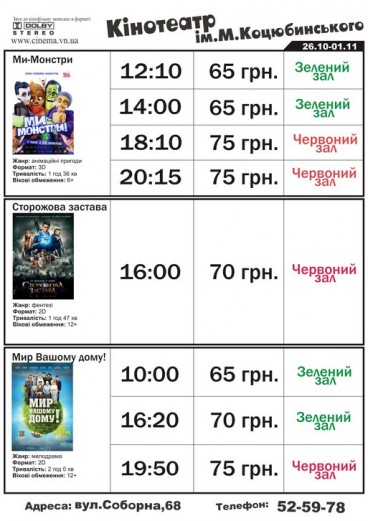 Звук до кінофільму записано в форматі
DOLBY
STEREO
www.cinema.vn.ua
Кінотеатр
ім.М.Коцюбинського
26.10-01.11
Ми-Монстри
МИ
МОНСТРИ!
Жанр: анімаційні пригоди
Формат: 3D
Тривалість: 1 год 36 хв
Вікові обмеження: 6+
12:10 65 грн. Зелений зал
14:00 65 грн. Зелений зал
18:10 75 грн. Червоний зал
20:15 75 грн. Червоний зал
Сторожова застава
СТОРОЖОВА
ЗАСТАВА
Жанр: фентезі
Формат: 2D
Тривалість: 1 год 47 хв
Вікові обмеження: 12+
16:00 70 грн. Червоний зал
Мир Вашому дому!
МИР
ВАШОМУ
ДОМУ!
Жанр: мелодрама
Формат: 2D
Тривалість: 2 год 0 хв
Вікові обмеження: 12+
10:00 65 грн. Зелений зал
16:20 70 грн. Зелений зал
19:50 75 грн. Червоний зал
Адреса: вул.Соборна,68 Телефон: 52-59-78